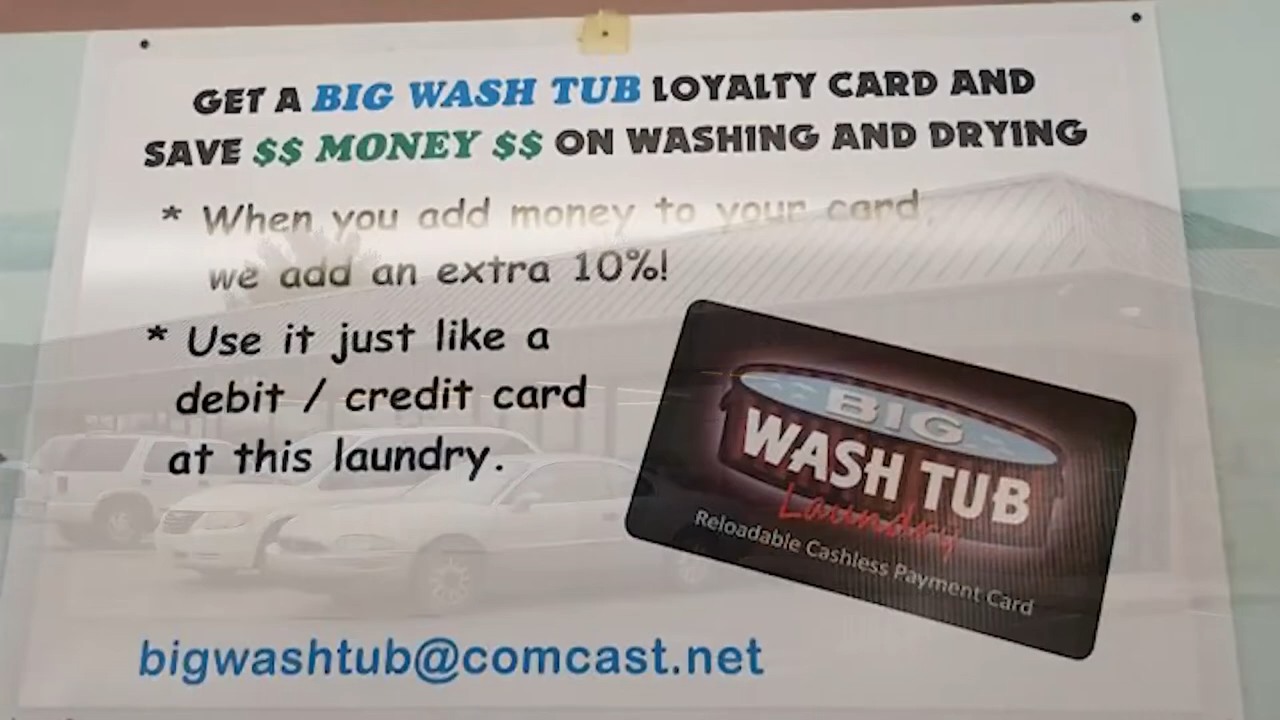 GET A BIG WASH TUB LOYALTY CARD AND
SAVE $$ MONEY $$ ON WASHING AND DRYING
* When you add money to your card,
we add an extra 10%!
* Use it just like a
debit / credit card
at this laundry.
BIG
WASH TUB
Laundry
Reloadable Cashless Payment Card
bigwashtub@comcast.net